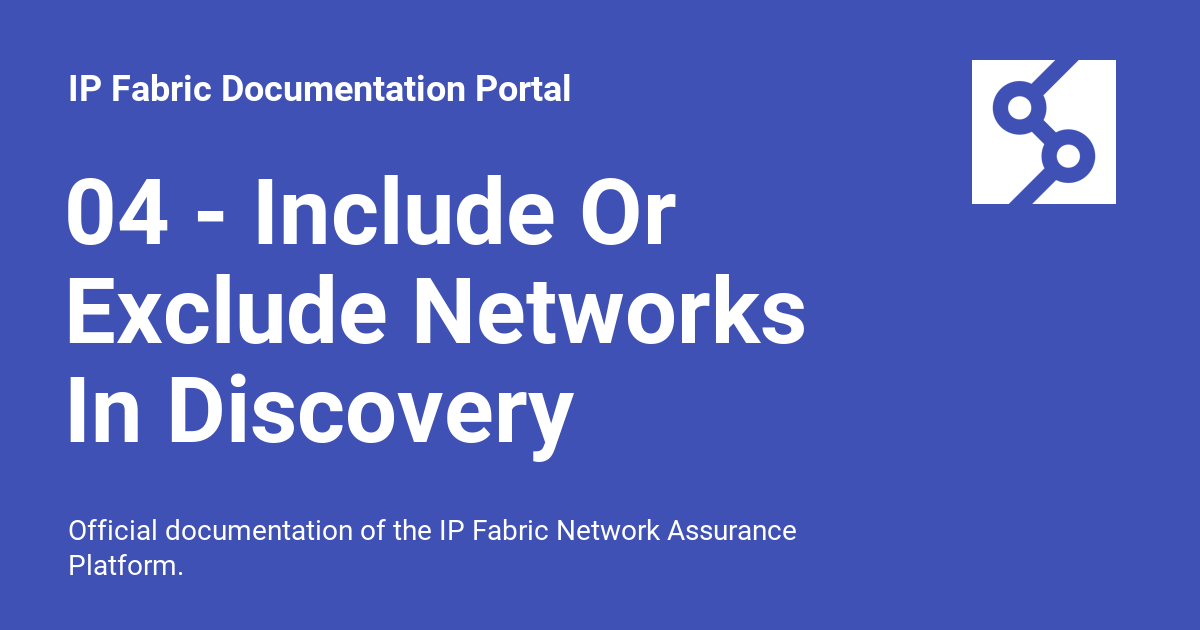 IP Fabric Documentation Portal
04 - Include Or
Exclude Networks
In Discovery
Official documentation of the IP Fabric Network Assurance
Platform.